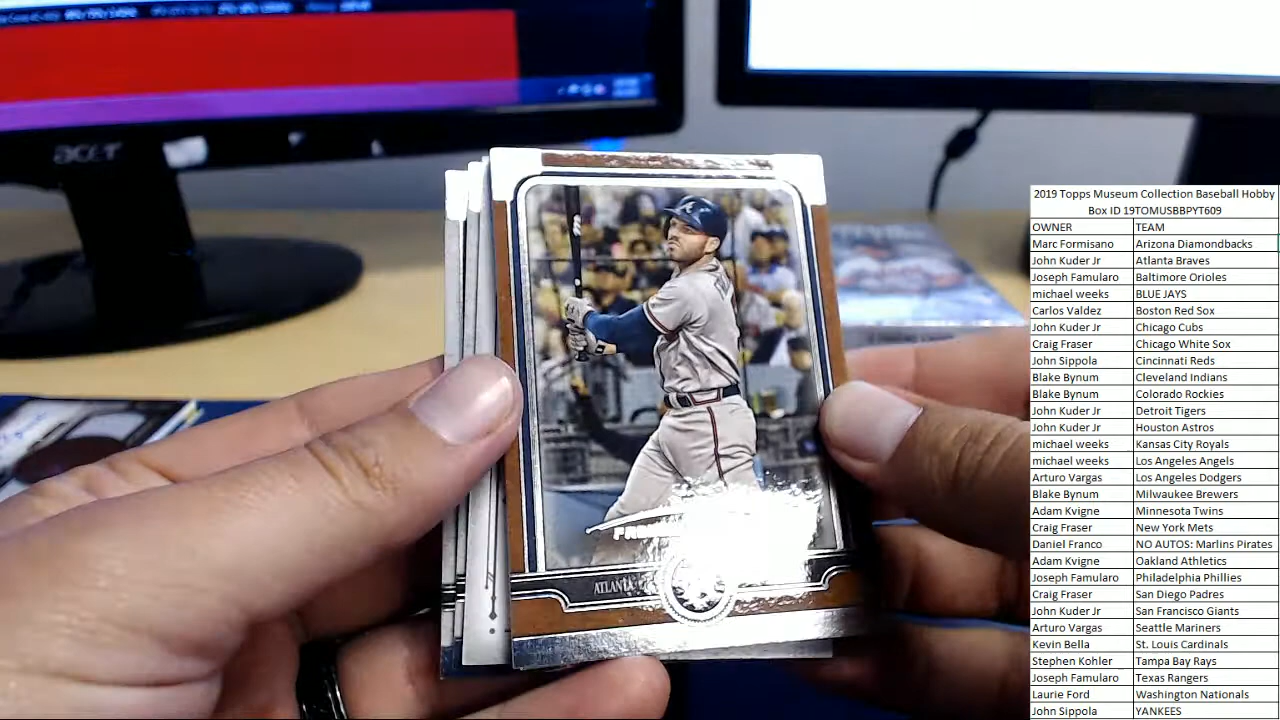 acer
ATLANTA
2019 Topps Museum Collection Baseball Hobby
Box ID 19TOMUSBBPYT609
OWNER TEAM
Marc Formisano Arizona Diamondbacks
John Kuder Jr Atlanta Braves
Joseph Famularo Baltimore Orioles
michael weeks BLUE JAYS
Carlos Valdez Boston Red Sox
John Kuder Jr Chicago Cubs
Craig Fraser Chicago White Sox
John Sippola Cincinnati Reds
Blake Bynum Cleveland Indians
Blake Bynum Colorado Rockies
John Kuder Jr Detroit Tigers
John Kuder Jr Houston Astros
michael weeks Kansas City Royals
michael weeks Los Angeles Angels
Arturo Vargas Los Angeles Dodgers
Blake Bynum Milwaukee Brewers
Adam Kvigne Minnesota Twins
Craig Fraser New York Mets
Daniel Franco NO AUTOS: Marlins Pirates
Adam Kvigne Oakland Athletics
Joseph Famularo Philadelphia Phillies
Craig Fraser San Diego Padres
John Kuder Jr San Francisco Giants
Arturo Vargas Seattle Mariners
Kevin Bella St. Louis Cardinals
Stephen Kohler Tampa Bay Rays
Joseph Famularo Texas Rangers
Laurie Ford Washington Nationals
John Sippola YANKEES